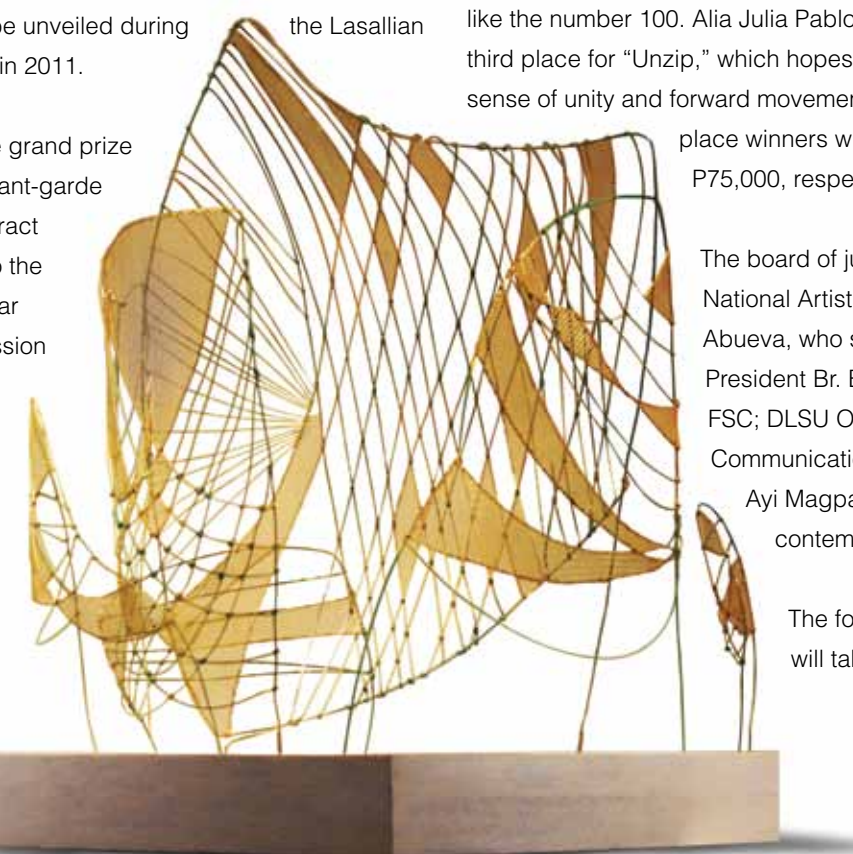 be unveiled during the Lasallian
in 2011.
grand prize
ant-garde
ract
the
ar
ssion
like the number 100. Alia Julia Pablo
third place for “Unzip,” which hopes
sense of unity and forward movemen
place winners w
P75,000, respe
The board of ju
National Artist
Abueva, who s
President Br.
FSC; DLSU O
Communicatio
Ayi Magpa
contem
The fo
will tal